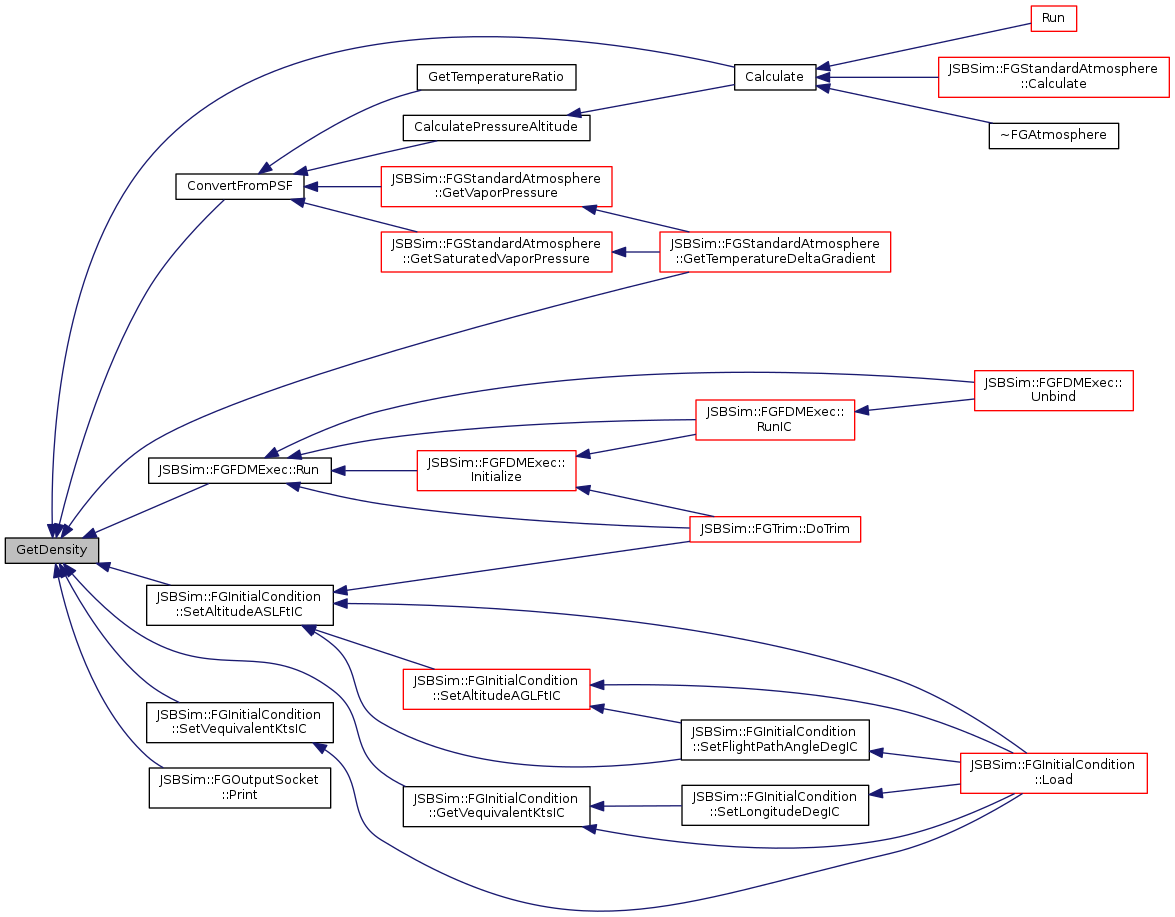 Run
JSBSim::FGStandardAtmosphere
::Calculate
GetTemperatureRatio
Calculate
CalculatePressureAltitude
~FGAtmosphere
ConvertFromPSF
JSBSim::FGStandardAtmosphere
::GetVaporPressure
JSBSim::FGStandardAtmosphere
::GetSaturatedVaporPressure
JSBSim::FGStandardAtmosphere
::GetTemperatureDeltaGradient
JSBSim::FGFDMExec::
Unbind
JSBSim::FGFDMExec::
RunIC
JSBSim::FGFDMExec::Run
JSBSim::FGFDMExec::
Initialize
JSBSim::FGTrim::DoTrim
GetDensity
JSBSim::FGInitialCondition
::SetAltitudeASLFtIC
JSBSim::FGInitialCondition
::SetAltitudeAGLFtIC
JSBSim::FGInitialCondition
::SetVequivalentKtsIC
JSBSim::FGInitialCondition
::SetFlightPathAngleDegIC
JSBSim::FGInitialCondition
::Load
JSBSim::FGOutputSocket
::Print
JSBSim::FGInitialCondition
::GetVequivalentKtsIC
JSBSim::FGInitialCondition
::SetLongitudeDegIC